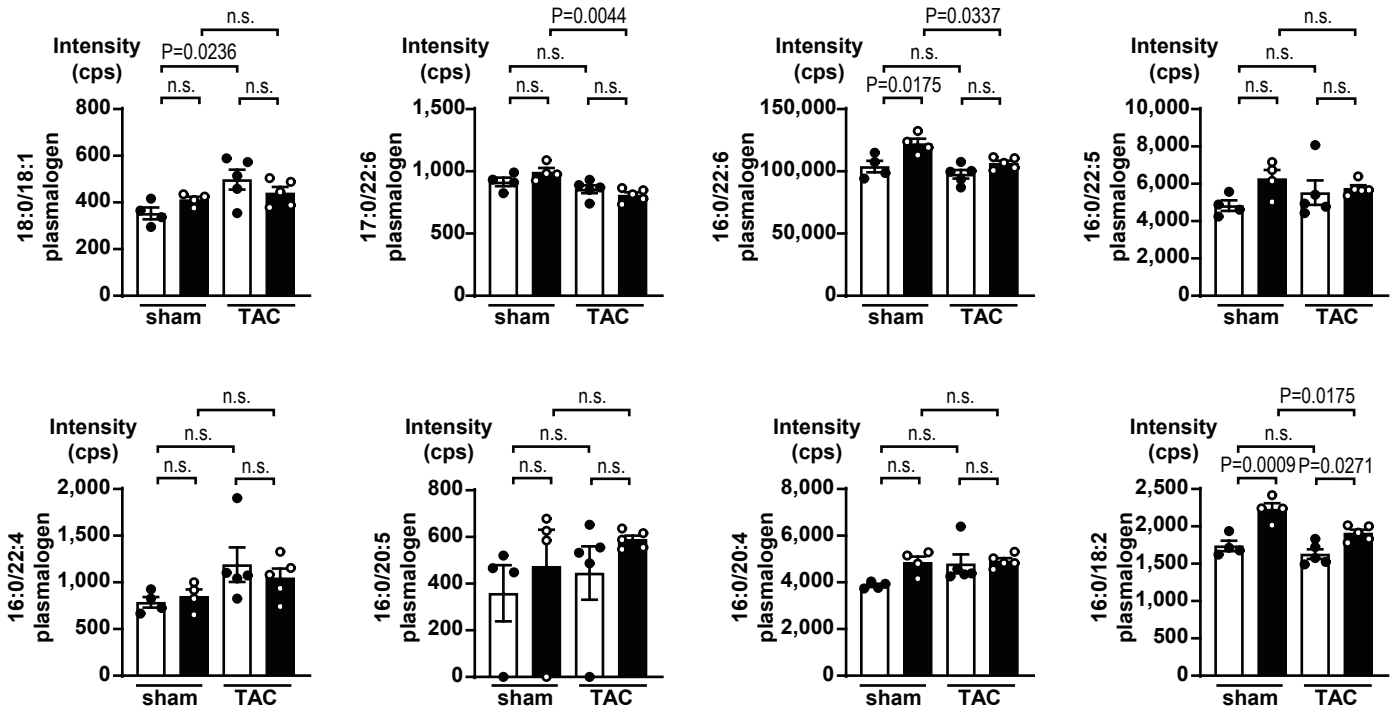 n.s.
Intensity
(cps)
P=0.0236
n.s.
n.s.
18:0/18:1
plasmalogen
800
600
400
200
0
sham
TAC
P=0.0044
Intensity
(cps)
n.s.
n.s.
n.s.
17:0/22:6
plasmalogen
1,500
1,000
500
0
sham
TAC
P=0.0337
Intensity
(cps)
n.s.
P=0.0175
n.s.
16:0/22:6
plasmalogen
150,000
100,000
50,000
0
sham
TAC
n.s.
Intensity
(cps)
n.s.
n.s.
n.s.
16:0/22:5
plasmalogen
10,000
8,000
6,000
4,000
2,000
0
sham
TAC
n.s.
Intensity
(cps)
n.s.
n.s.
n.s.
16:0/22:4
plasmalogen
2,000
1,500
1,000
500
0
sham
TAC
n.s.
Intensity
(cps)
n.s.
n.s.
n.s.
16:0/20:5
plasmalogen
800
600
400
200
0
sham
TAC
n.s.
Intensity
(cps)
n.s.
n.s.
n.s.
16:0/20:4
plasmalogen
8,000
6,000
4,000
2,000
0
sham
TAC
P=0.0175
Intensity
(cps)
n.s.
P=0.0009
P=0.0271
16:0/18:2
plasmalogen
2,500
2,000
1,500
1,000
500
0
sham
TAC